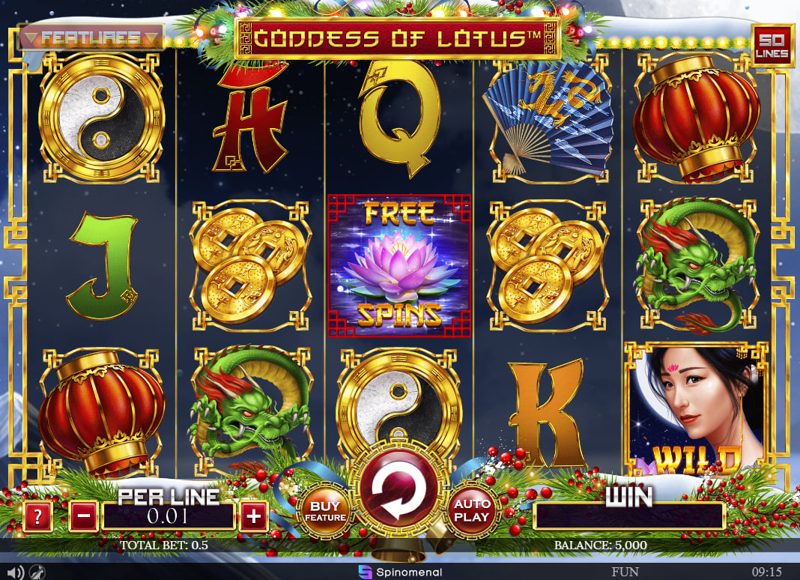 FEATURES
GODDESS OF LOTUS™
50
LINES
Q
J
FREE
SPINS
K
WILD
PER LINE
0.01
?
-
+
BUY
FEATURE
AUTO
PLAY
WIN
TOTAL BET: 0.5
BALANCE: 5,000
Spinomenal
FUN
09:15